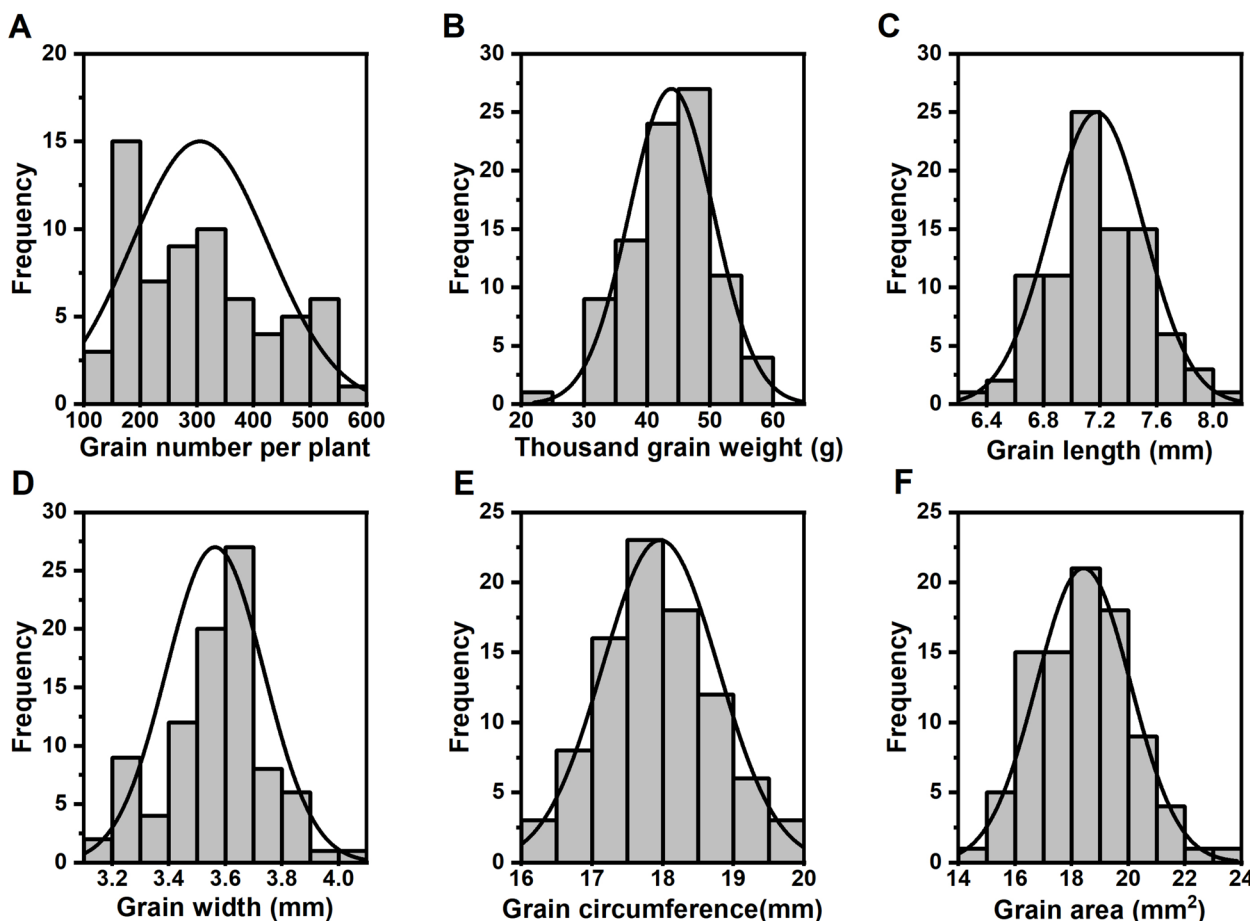 A
Frequency
20
15
10
5
0
100 200 300 400 500 600
Grain number per plant
B
Frequency
30
25
20
15
10
5
0
20 30 40 50 60
Thousand grain weight (g)
C
Frequency
30
25
20
15
10
5
0
6.4 6.8 7.2 7.6 8.0
Grain length (mm)
D
Frequency
30
25
20
15
10
5
0
3.2 3.4 3.6 3.8 4.0
Grain width (mm)
E
Frequency
25
20
15
10
5
0
16 17 18 19 20
Grain circumference(mm)
F
Frequency
25
20
15
10
5
0
14 16 18 20 22 24
Grain area (mm²)